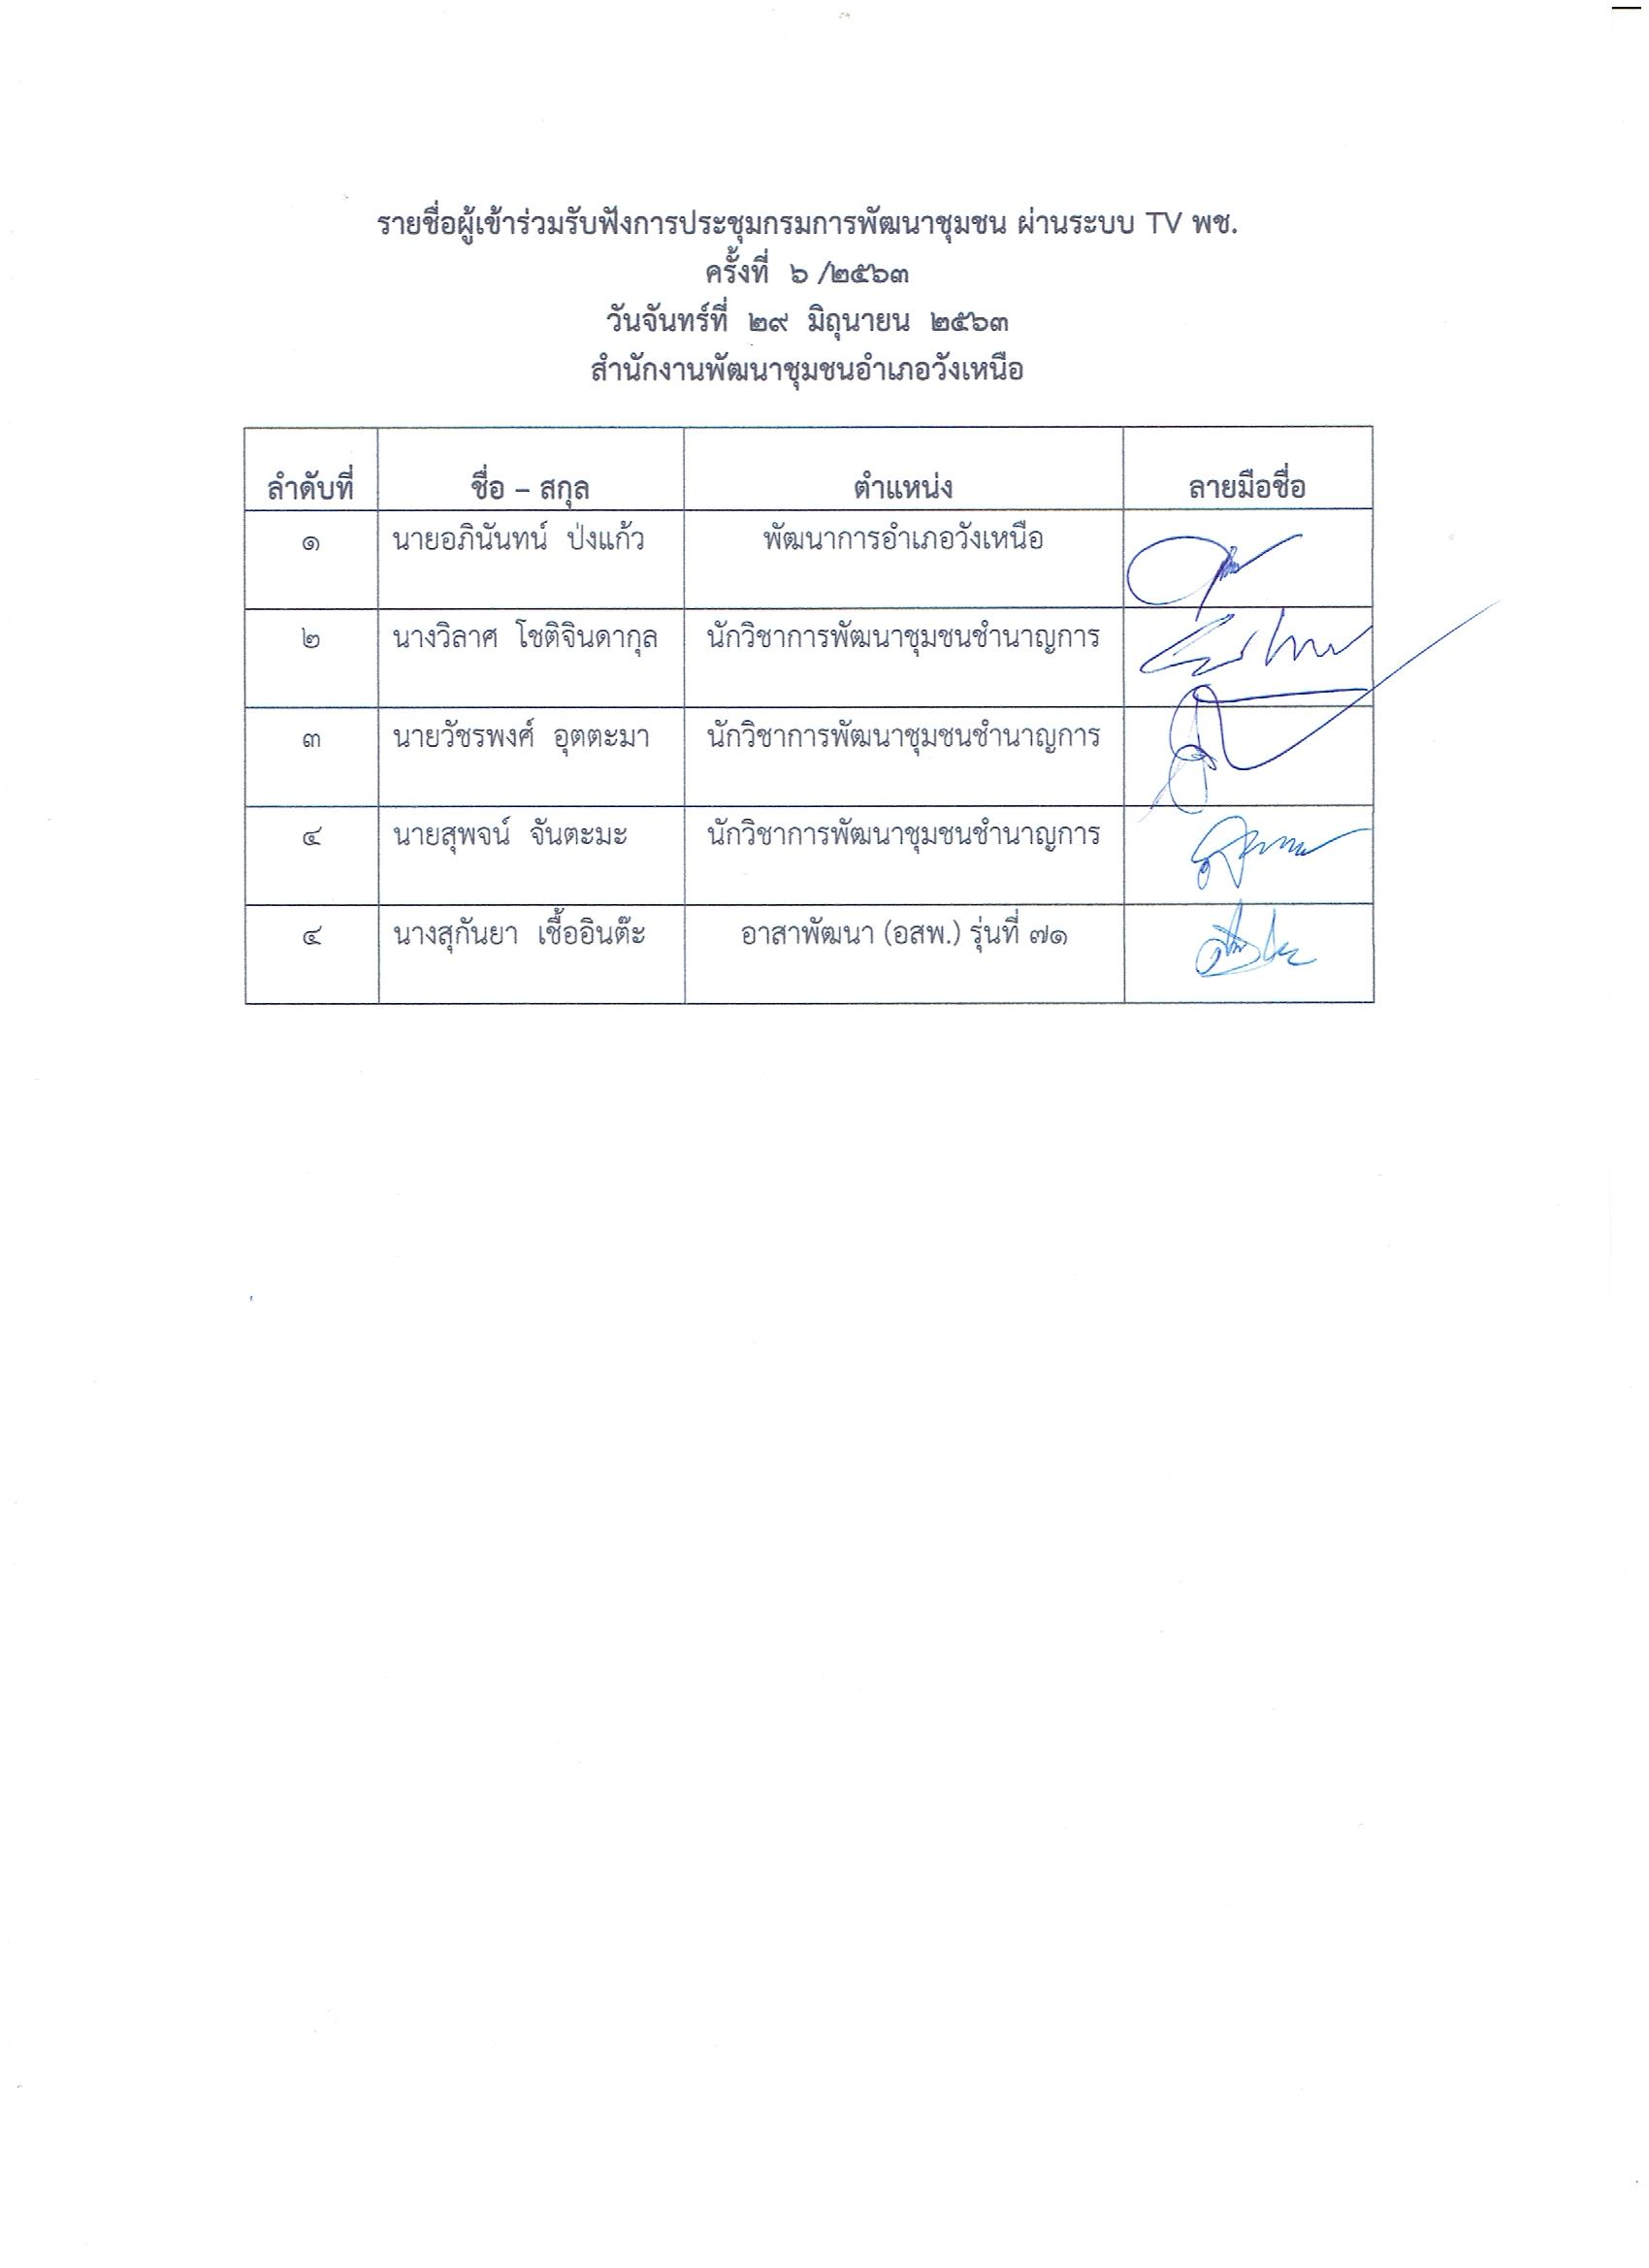 รายชื่อผู้เข้าร่วมรับฟังการประชุมกรมการพัฒนาชุมชน ผ่านระบบ TV พช.
ครั้งที่ ๖ /๒๕๖๓
วันจันทร์ที่ ๒๙ มิถุนายน ๒๕๖๓
สำนักงานพัฒนาชุมชนอำเภอวังเหนือ
ลำดับที่ ชื่อ – สกุล ตำแหน่ง ลายมือชื่อ
๑ นายอภินันทน์ ป่งแก้ว พัฒนาการอำเภอวังเหนือ
๒ นางวิลาศ โชติจินดากุล นักวิชาการพัฒนาชุมชนชำนาญการ
๓ นายวัชรพงศ์ อุตตะมา นักวิชาการพัฒนาชุมชนชำนาญการ
๔ นายสุพจน์ จันตะมะ นักวิชาการพัฒนาชุมชนชำนาญการ
๔ นางสุกันยา เชื้ออินต๊ะ อาสาพัฒนา (อสพ.) รุ่นที่ ๗๑